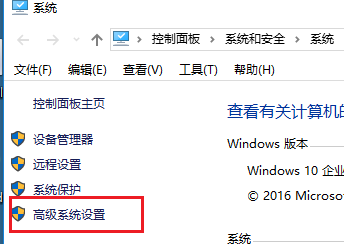 系统
控制面板 > 系统和安全 > 系统
文件(F) 编辑(E) 查看(V) 工具(T) 帮助(H)
控制面板主页
设备管理器
远程设置
系统保护
高级系统设置
查看有关计算机的
Windows 版本
Windows 10 企业
© 2016 Microsof
系统